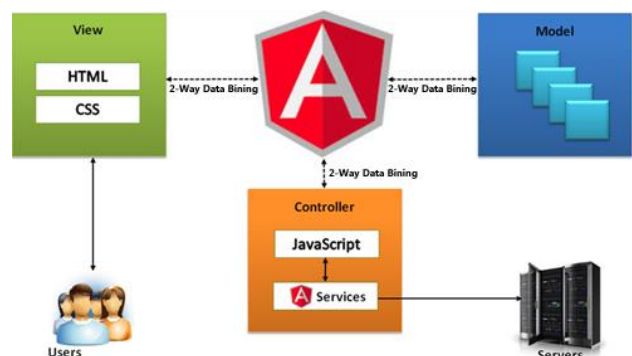 View
HTML
CSS
2-Way Data Bining
A
2-Way Data Bining
Model
2-Way Data Bining
Controller
JavaScript
A Services
Users
Servers